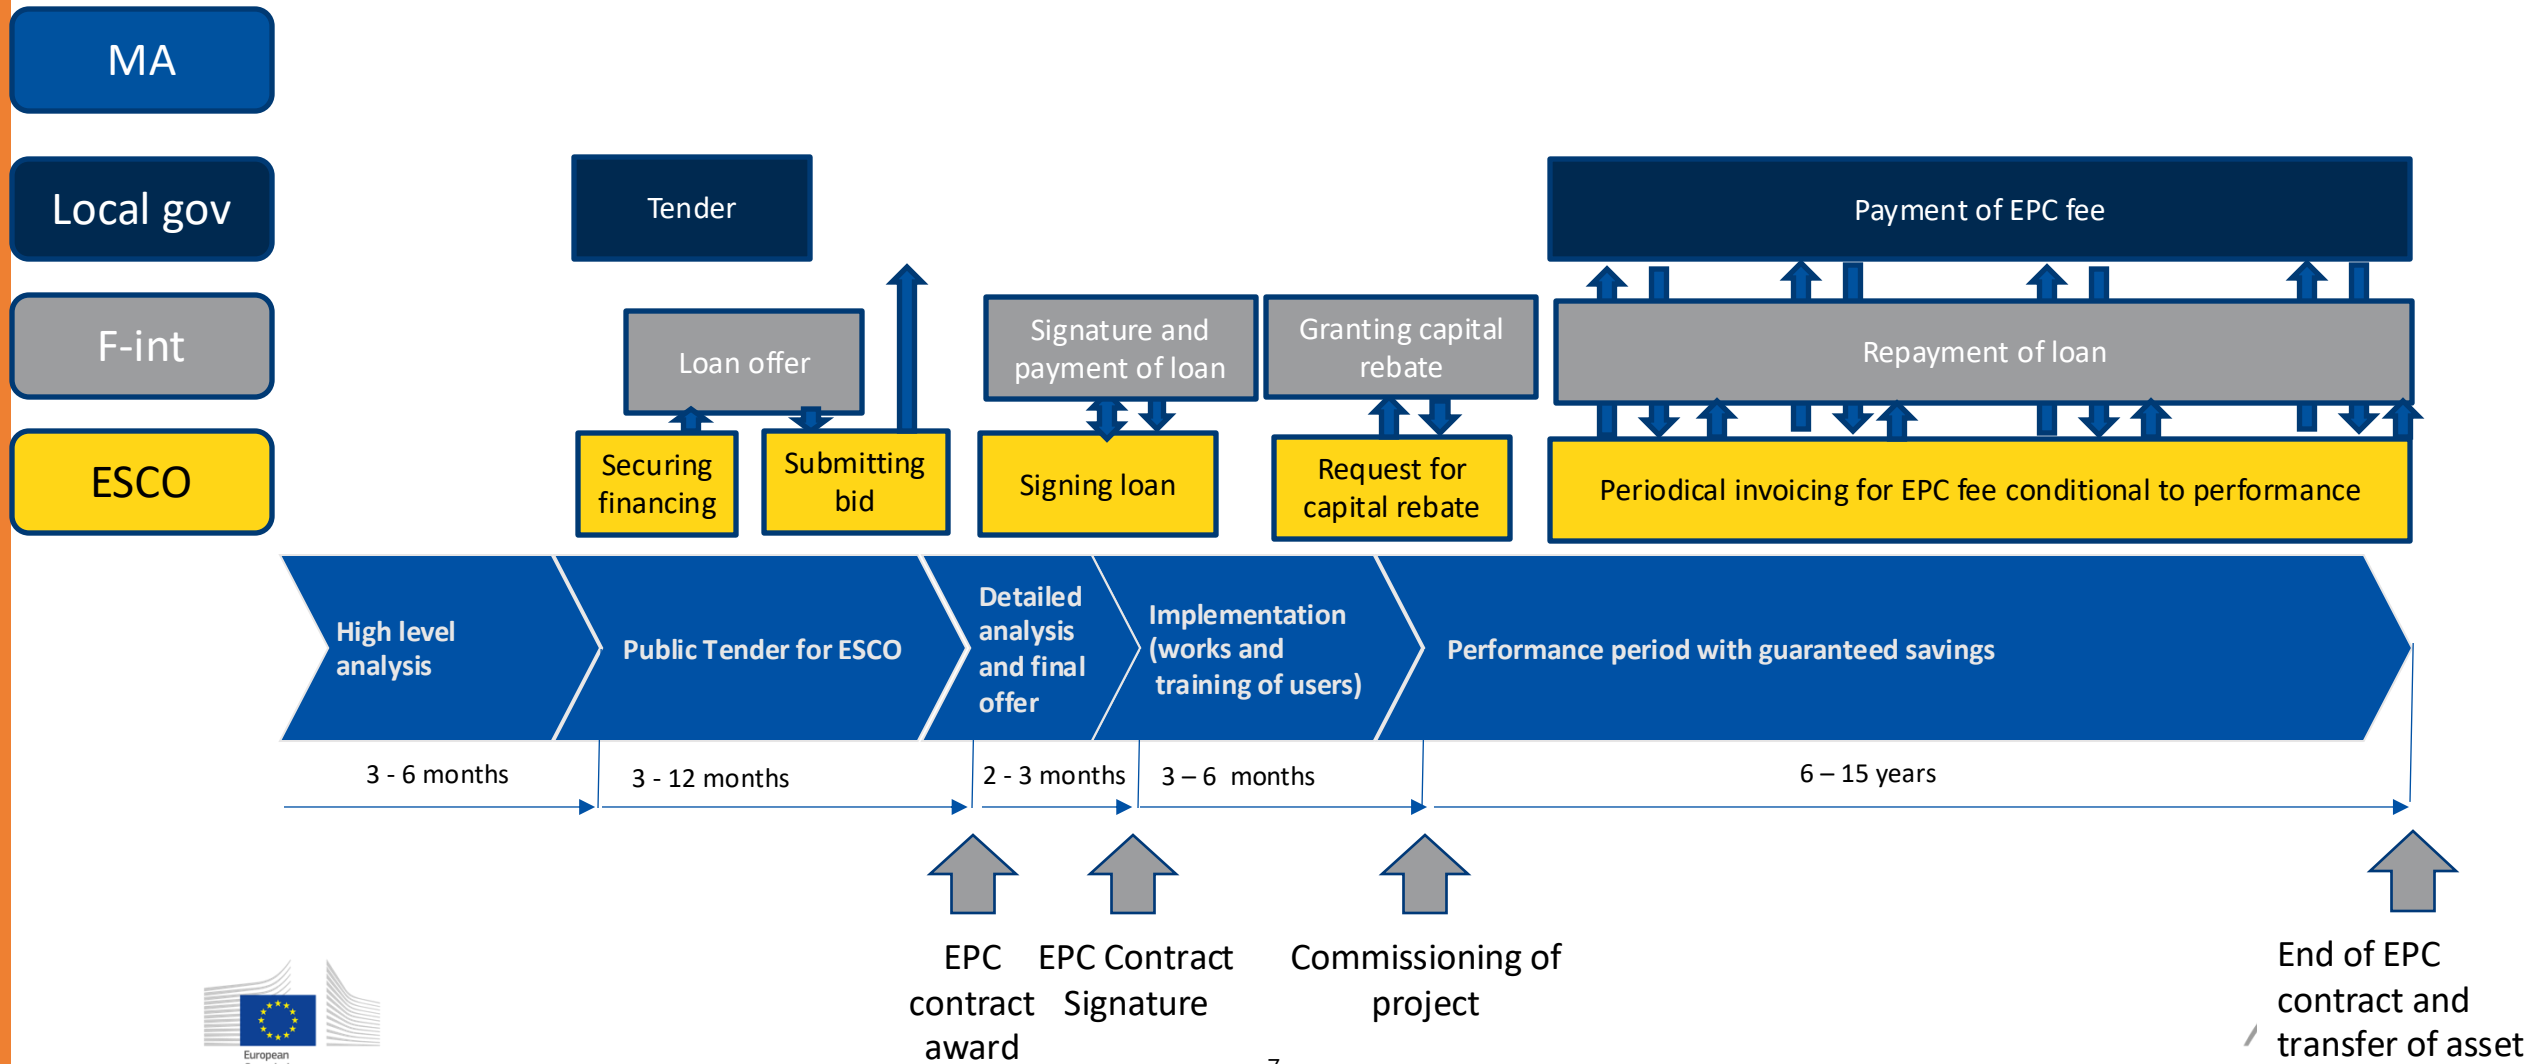 MA
Local gov
Tender
Payment of EPC fee
F-int
Loan offer
Signature and
payment of loan
Granting capital
rebate
Repayment of loan
ESCO
Securing
financing
Submitting
bid
Signing loan
Request for
capital rebate
Periodical invoicing for EPC fee conditional to performance
High level
analysis
Public Tender for ESCO
Detailed
analysis
and final
offer
Implementation
(works and
training of users)
Performance period with guaranteed savings
3 - 6 months
3 - 12 months
2 - 3 months
3 – 6 months
6 – 15 years
EPC
contract
award
EPC Contract
Signature
Commissioning of
project
End of EPC
contract and
transfer of asset
European